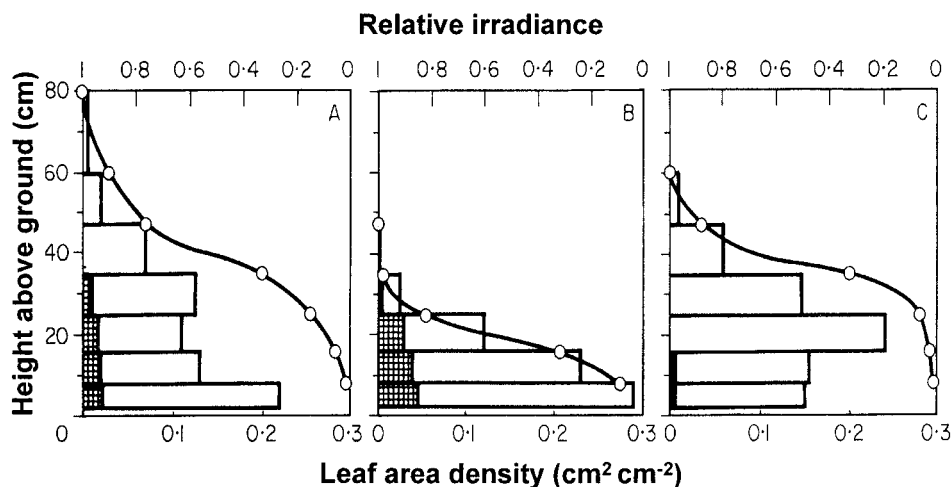 Relative irradiance
1 0·8 0·6 0·4 0·2 0 1 0·8 0·6 0·4 0·2 0 1 0·8 0·6 0·4 0·2 0
Height above ground (cm)
80
60
40
20
0
A B C
0 0·1 0·2 0·3 0 0·1 0·2 0·3 0 0·1 0·2 0·3
Leaf area density (cm² cm⁻²)